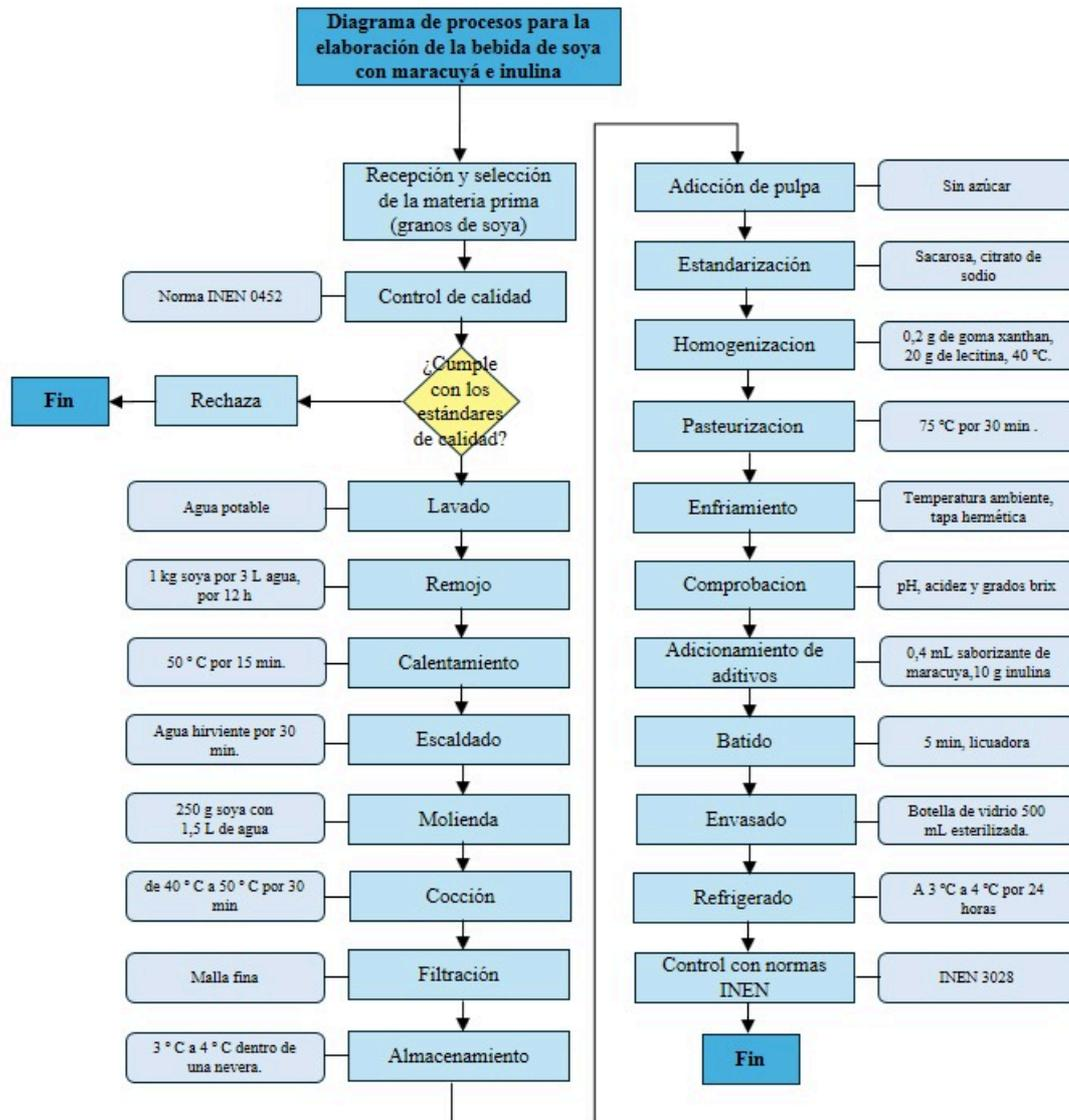 Diagrama de procesos para la
elaboración de la bebida de soya
con maracuyá e inulina
Recepción y selección
de la materia prima
(granos de soya)
Norma INEN 0452
Control de calidad
¿Cumple
con los
estándares
de calidad?
Rechaza
Fin
Agua potable
Lavado
1 kg soya por 3 L agua,
por 12 h
Remojo
50 ° C por 15 min.
Calentamiento
Agua hirviente por 30
min.
Escaldado
250 g soya con
1,5 L de agua
Molienda
de 40 ° C a 50 ° C por 30
min
Cocción
Malla fina
Filtración
3 ° C a 4 ° C dentro de
una nevera.
Almacenamiento
Adicción de pulpa
Sin azúcar
Estandarización
Sacarosa, citrato de
sodio
Homogenizacion
0,2 g de goma xanthan,
20 g de lecitina, 40 °C.
Pasteurizacion
75 °C por 30 min .
Enfriamiento
Temperatura ambiente,
tapa hermética
Comprobacion
pH, acidez y grados brix
Adicionamiento de
aditivos
0,4 mL saborizante de
maracuya,10 g inulina
Batido
5 min, licuadora
Envasado
Botella de vidrio 500
mL esterilizada.
Refrigerado
A 3 °C a 4 °C por 24
horas
Control con normas
INEN
INEN 3028
Fin